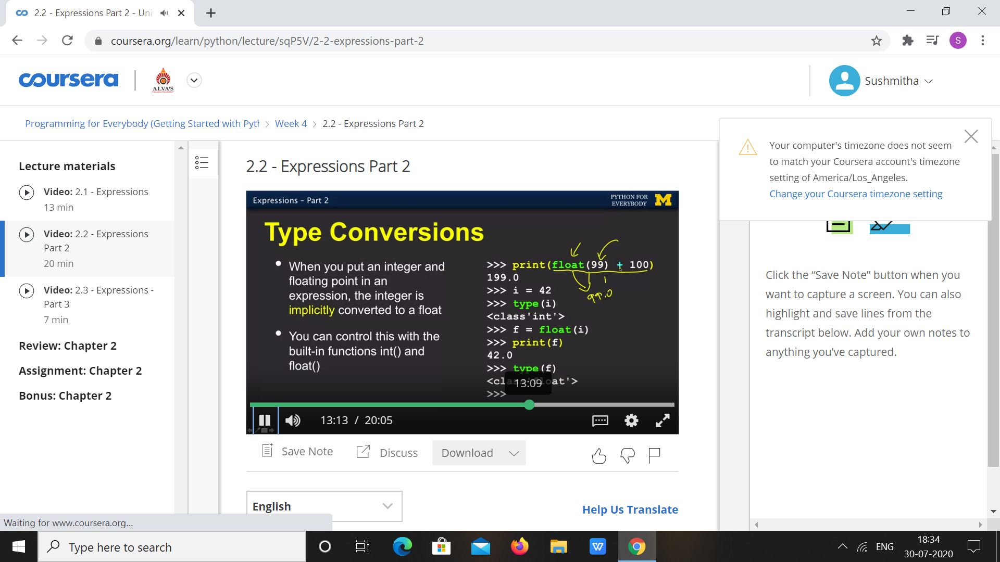 2.2 - Expressions Part 2 - Uni
coursera.org/learn/python/lecture/sqP5V/2-2-expressions-part-2
S
coursera
ALVA'S
Sushmitha
Programming for Everybody (Getting Started with Pyth > Week 4 > 2.2 - Expressions Part 2
Your computer's timezone does not seem
to match your Coursera account's timezone
setting of America/Los_Angeles.
Change your Coursera timezone setting
Lecture materials
Video: 2.1 - Expressions
13 min
Video: 2.2 - Expressions
Part 2
20 min
Video: 2.3 - Expressions -
Part 3
7 min
Review: Chapter 2
Assignment: Chapter 2
Bonus: Chapter 2
2.2 - Expressions Part 2
Expressions - Part 2
PYTHON FOR
EVERYBODY
M
Type Conversions
• When you put an integer and
floating point in an
expression, the integer is
implicitly converted to a float
• You can control this with the
built-in functions int() and
float()
>>> print(float(99) + 100)
199.0
>>> i = 42
>>> type(i)
<class'int'>
>>> f = float(i)
>>> print(f)
42.0
>>> type(f)
<class'float'>
>>>
99.0
13:09
13:13 / 20:05
Save Note
Discuss
Download
English
Help Us Translate
Click the “Save Note” button when you
want to capture a screen. You can also
highlight and save lines from the
transcript below. Add your own notes to
anything you’ve captured.
Waiting for www.coursera.org...
Type here to search
W
ENG
18:34
30-07-2020